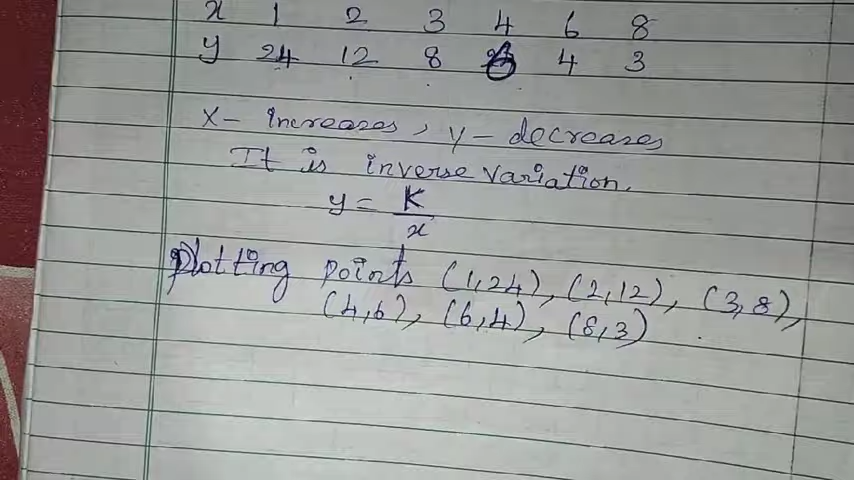 x 1 2 3 4 6 8
y 24 12 8 6 4 3
x- increases, y- decreases
It is inverse variation.
y = K/x
Plotting points (1,24), (2,12), (3,8),
(4,6), (6,4), (8,3)